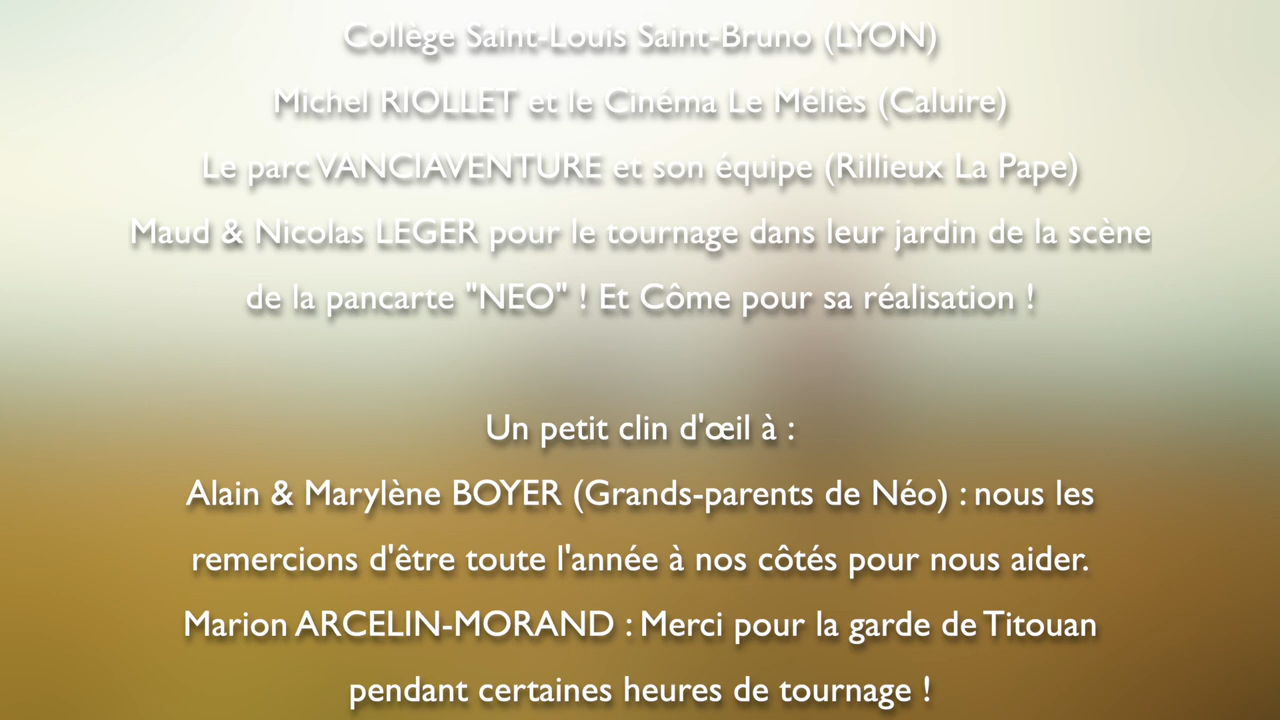 Collège Saint-Louis Saint-Bruno (LYON)
Michel RIOLLET et le Cinéma Le Méliès (Caluire)
Le parc VANCIAVENTURE et son équipe (Rillieux La Pape)
Maud & Nicolas LEGER pour le tournage dans leur jardin de la scène
de la pancarte "NEO" ! Et Côme pour sa réalisation !
Un petit clin d'œil à :
Alain & Marylène BOYER (Grands-parents de Néo) : nous les
remercions d'être toute l'année à nos côtés pour nous aider.
Marion ARCELIN-MORAND : Merci pour la garde de Titouan
pendant certaines heures de tournage !